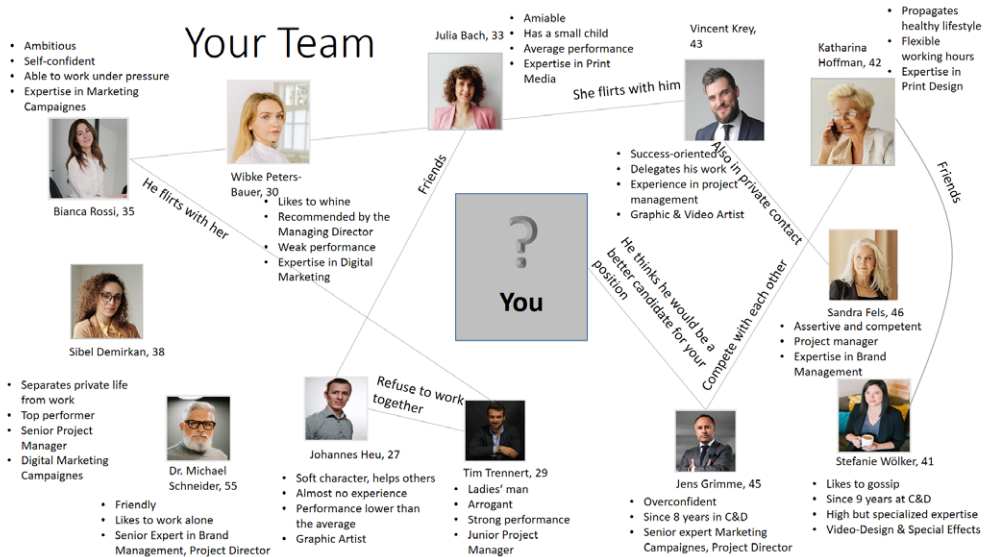 Your Team
• Ambitious
• Self-confident
• Able to work under pressure
• Expertise in Marketing
Campaignes
Bianca Rossi, 35
Wibke Peters-
Bauer, 30
• Likes to whine
• Recommended by the
Managing Director
• Weak performance
• Expertise in Digital
Marketing
Julia Bach, 33
• Amiable
• Has a small child
• Average performance
• Expertise in Print
Media
She flirts with him
Vincent Krey,
43
• Success-oriented
• Delegates his work
• Experience in project
management
• Graphic & Video Artist
Katharina
Hoffman, 42
• Propagates
healthy lifestyle
• Flexible
working hours
• Expertise in
Print Design
He flirts with her
Friends
Also in private contact
Friends
?
You
He thinks he would be a
better candidate for your
position
Compete with each other
Sandra Fels, 46
• Assertive and competent
• Project manager
• Expertise in Brand
Management
Sibel Demirkan, 38
• Separates private life
from work
• Top performer
• Senior Project
Manager
• Digital Marketing
Campaignes
Dr. Michael
Schneider, 55
• Friendly
• Likes to work alone
• Senior Expert in Brand
Management, Project Director
Refuse to work
together
Johannes Heu, 27
• Soft character, helps others
• Almost no experience
• Performance lower than
the average
• Graphic Artist
Tim Trennert, 29
• Ladies' man
• Arrogant
• Strong performance
• Junior Project
Manager
Jens Grimme, 45
• Overconfident
• Since 8 years in C&D
• Senior expert Marketing
Campaignes, Project Director
Stefanie Wölker, 41
• Likes to gossip
• Since 9 years at C&D
• High but specialized expertise
• Video-Design & Special Effects